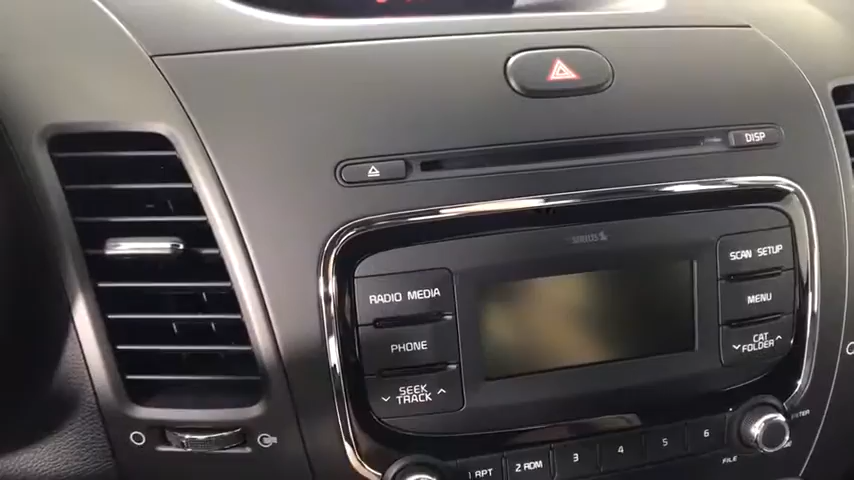 DISP
SIRIUS
RADIO MEDIA
SCAN SETUP
MENU
PHONE
CAT
FOLDER
SEEK
TRACK
1 RPT
2 RDM
3
4
5
6
ENTER
FILE